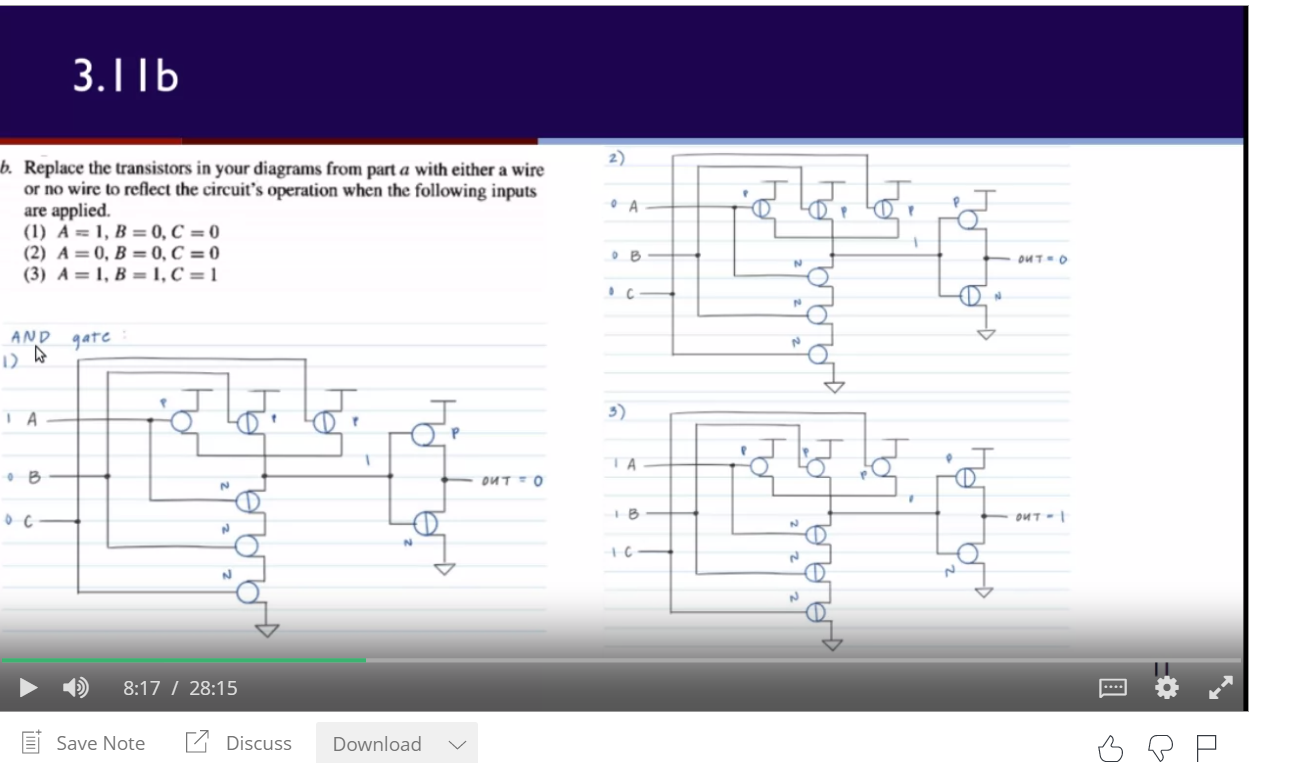 3.11b
b. Replace the transistors in your diagrams from part a with either a wire
or no wire to reflect the circuit's operation when the following inputs
are applied.
(1) A = 1, B = 0, C = 0
(2) A = 0, B = 0, C = 0
(3) A = 1, B = 1, C = 1
AND gate :
1)
P
P
P
P
1 A
1
0 B
OUT = 0
N
0 C
N
N
N
2)
P
P
P
P
0 A
1
0 B
OUT = 0
N
0 C
N
N
N
3)
P
P
P
P
1 A
1 B
OUT = 1
N
1 C
N
N
N
8:17 / 28:15
Save Note
Discuss
Download